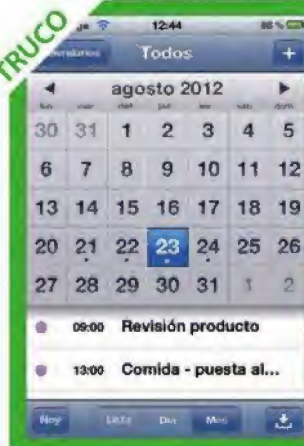 TRUCO
12:44
Todos +
agosto 2012
30 31 1 2 3 4 5
6 7 8 9 10 11 12
13 14 15 16 17 18 19
20 21 22 23 24 25 26
27 28 29 30 31 1 2
09:00 Revisión producto
13:00 Comida - puesta al...
Hoy Lista Día Mes